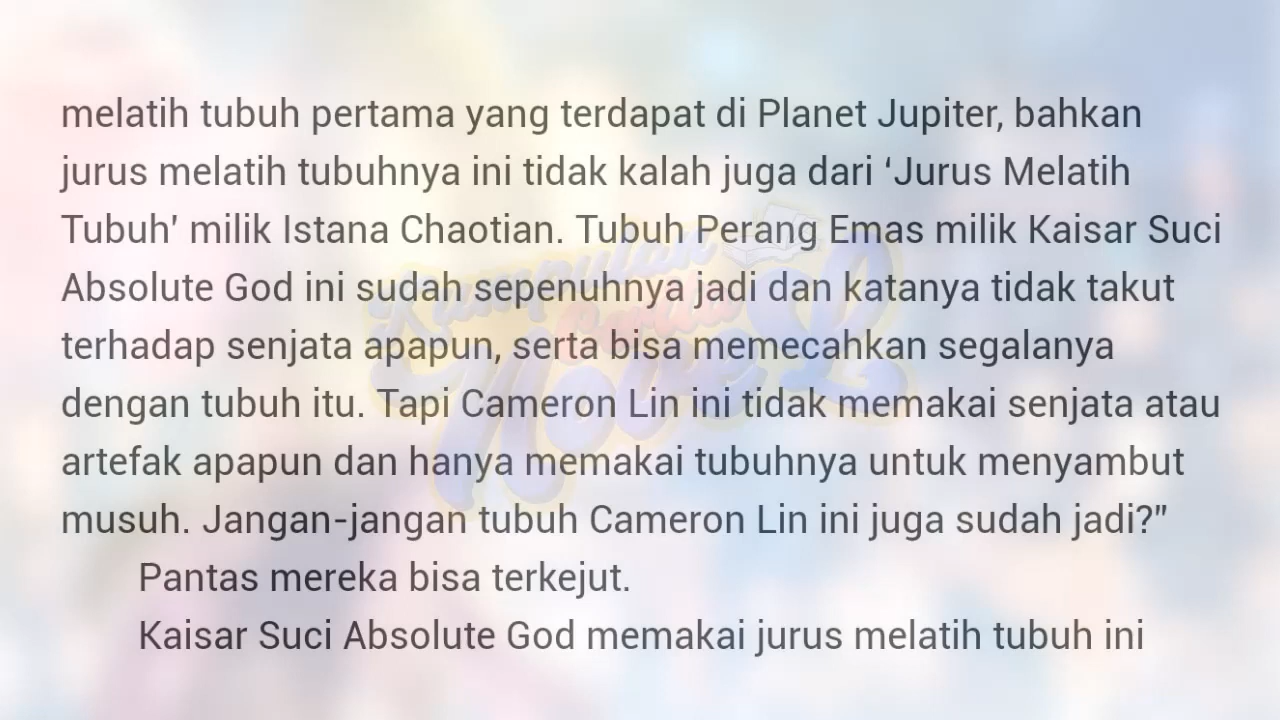 melatih tubuh pertama yang terdapat di Planet Jupiter, bahkan
jurus melatih tubuhnya ini tidak kalah juga dari ‘Jurus Melatih
Tubuh’ milik Istana Chaotian. Tubuh Perang Emas milik Kaisar Suci
Absolute God ini sudah sepenuhnya jadi dan katanya tidak takut
terhadap senjata apapun, serta bisa memecahkan segalanya
dengan tubuh itu. Tapi Cameron Lin ini tidak memakai senjata atau
artefak apapun dan hanya memakai tubuhnya untuk menyambut
musuh. Jangan-jangan tubuh Cameron Lin ini juga sudah jadi?”
Pantas mereka bisa terkejut.
Kaisar Suci Absolute God memakai jurus melatih tubuh ini
Kumpulan
Cerita
Novel